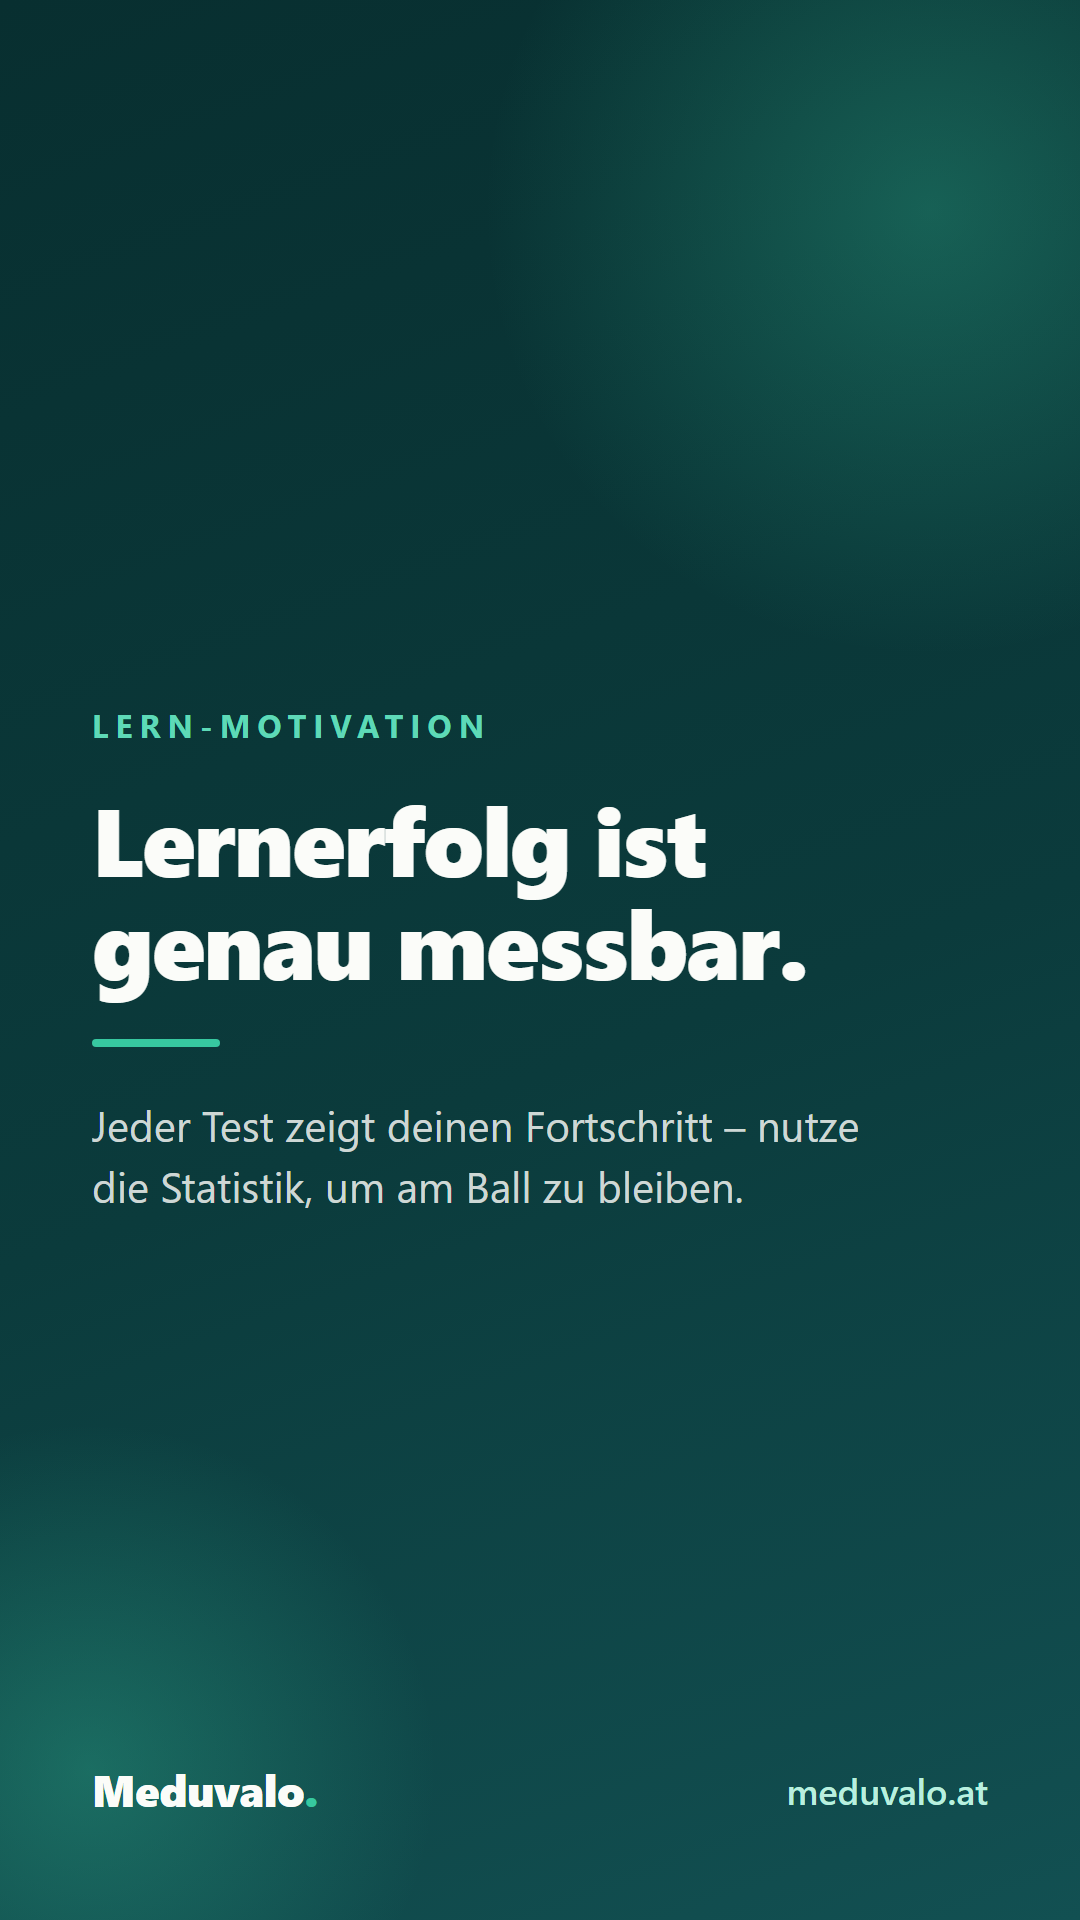 LERN-MOTIVATION
Lernerfolg ist
genau messbar.
Jeder Test zeigt deinen Fortschritt – nutze
die Statistik, um am Ball zu bleiben.
Meduvalo.
meduvalo.at